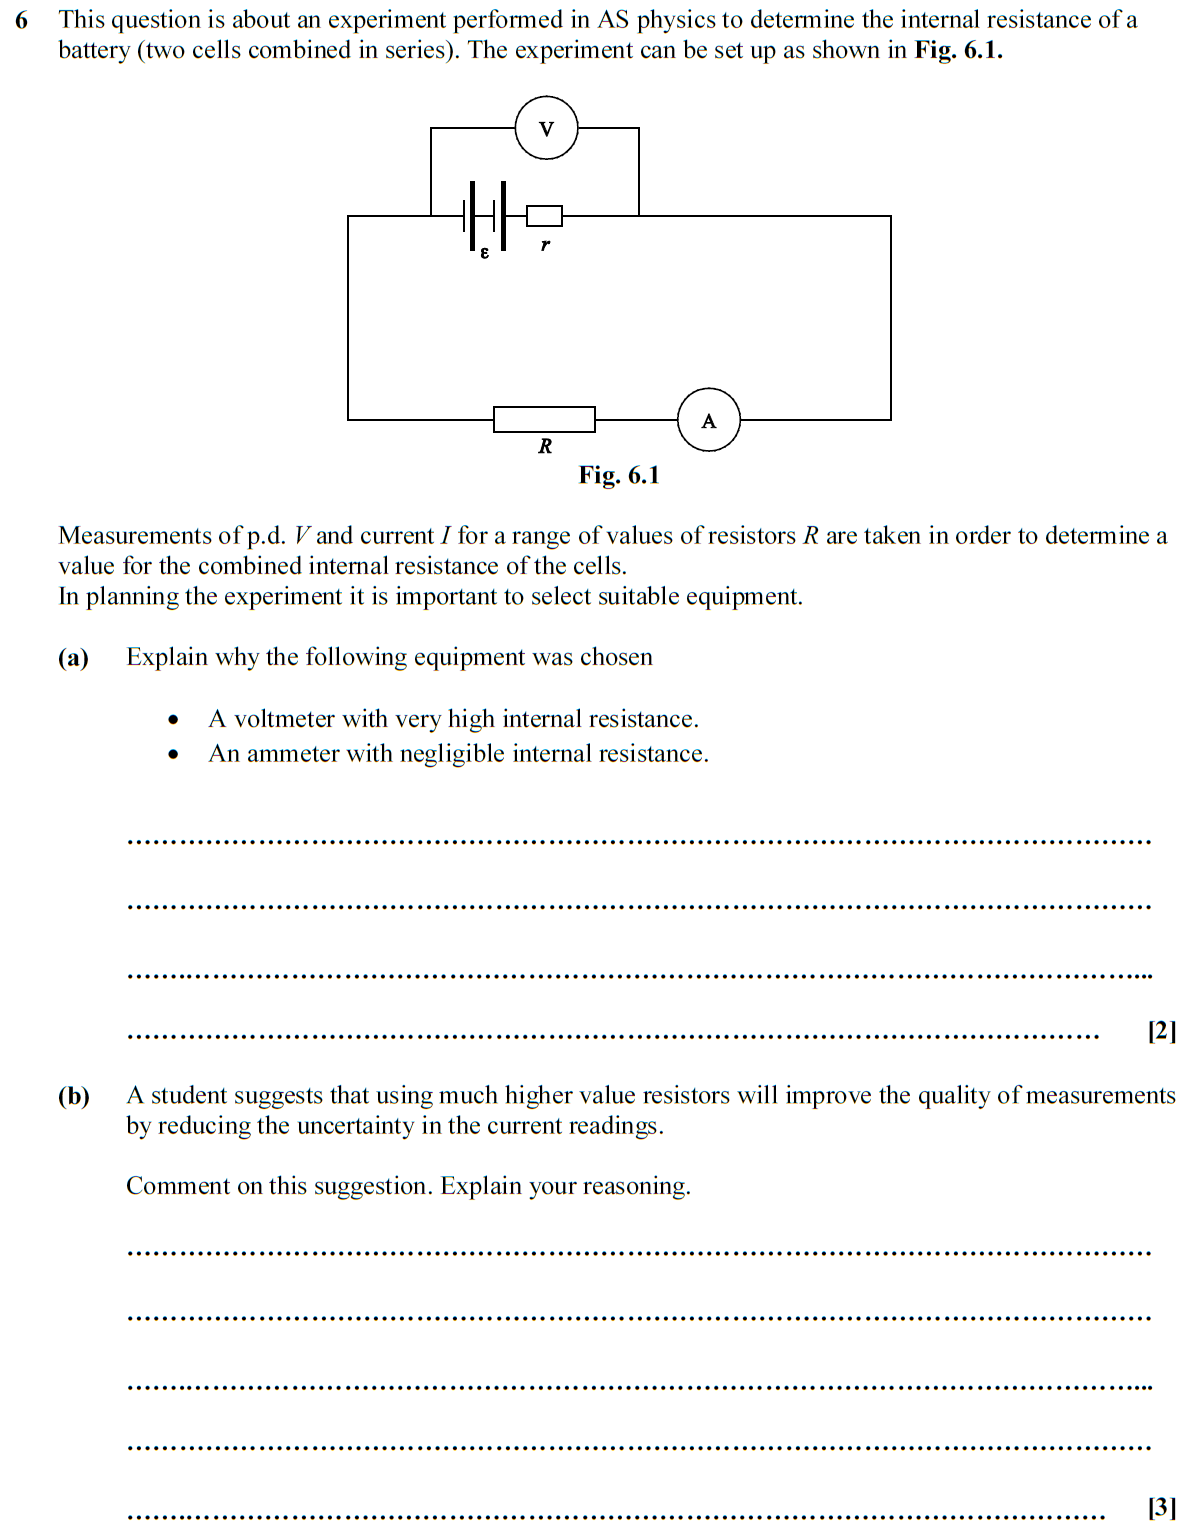 6 This question is about an experiment performed in AS physics to determine the internal resistance of a
battery (two cells combined in series). The experiment can be set up as shown in Fig. 6.1.
V
ε
r
R
A
Fig. 6.1
Measurements of p.d. V and current I for a range of values of resistors R are taken in order to determine a
value for the combined internal resistance of the cells.
In planning the experiment it is important to select suitable equipment.
(a) Explain why the following equipment was chosen
• A voltmeter with very high internal resistance.
• An ammeter with negligible internal resistance.
[2]
(b) A student suggests that using much higher value resistors will improve the quality of measurements
by reducing the uncertainty in the current readings.
Comment on this suggestion. Explain your reasoning.
[3]